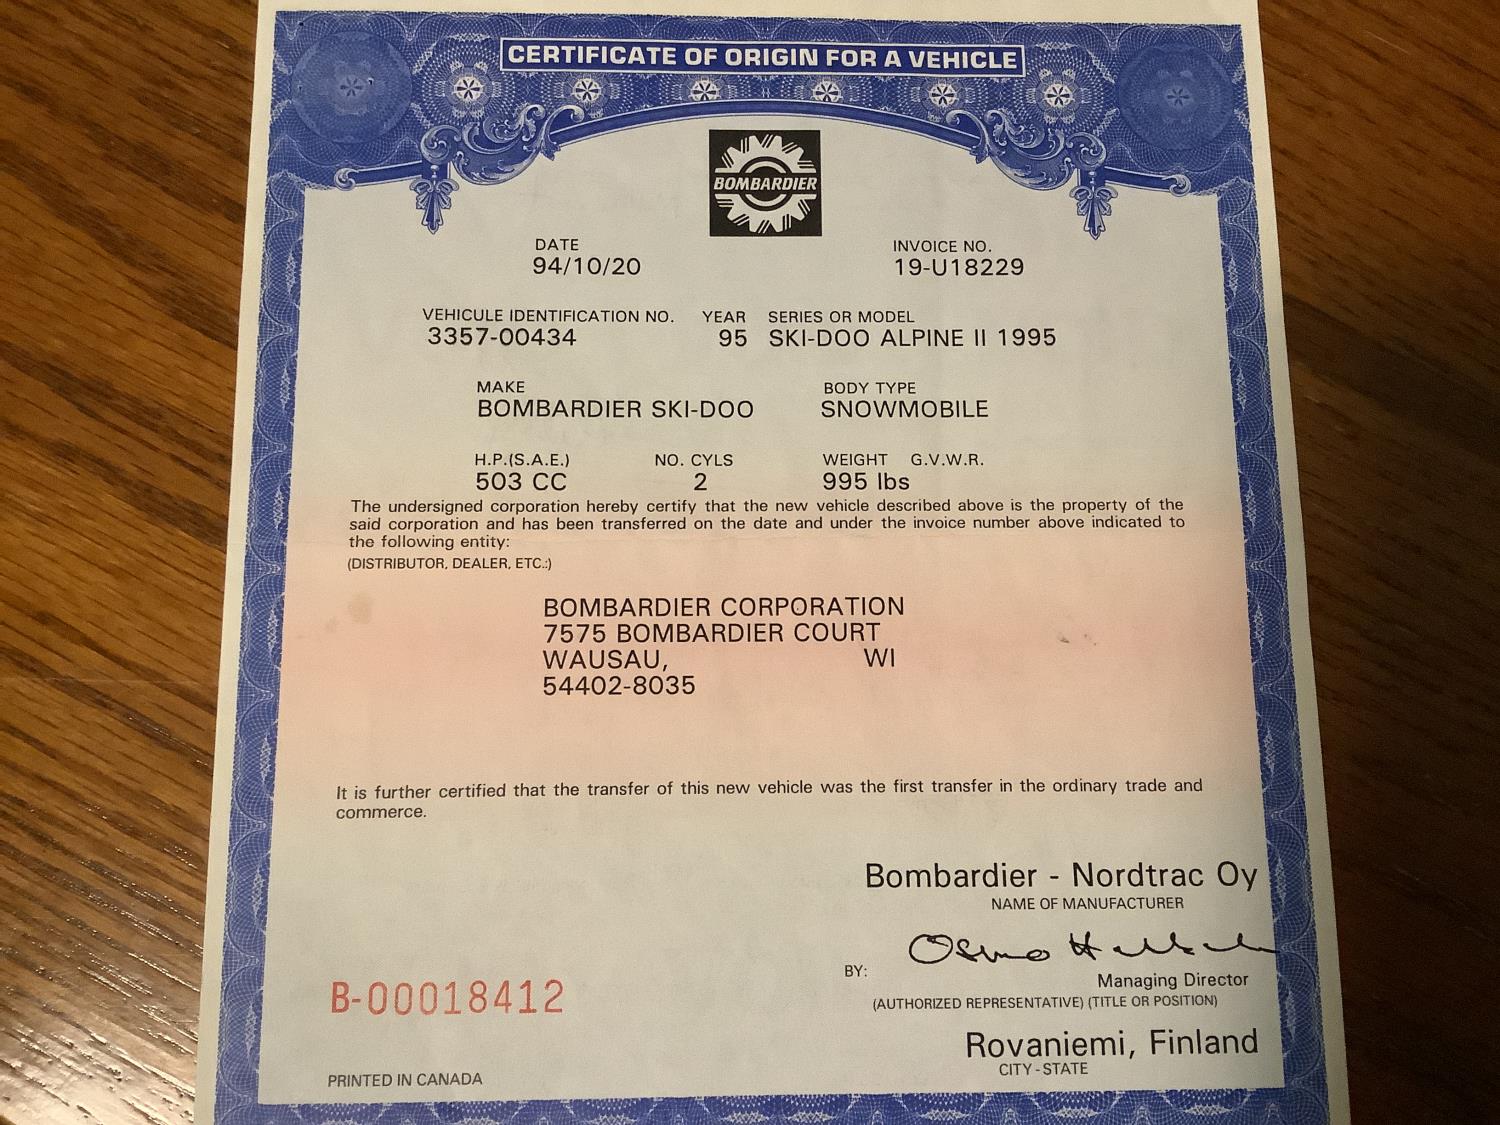 CERTIFICATE OF ORIGIN FOR A VEHICLE
BOMBARDIER
DATE INVOICE NO.
94/10/20 19-U18229
VEHICULE IDENTIFICATION NO. YEAR SERIES OR MODEL
3357-00434 95 SKI-DOO ALPINE II 1995
MAKE BODY TYPE
BOMBARDIER SKI-DOO SNOWMOBILE
H.P.(S.A.E.) NO. CYLS WEIGHT G.V.W.R.
503 CC 2 995 lbs
The undersigned corporation hereby certify that the new vehicle described above is the property of the
said corporation and has been transferred on the date and under the invoice number above indicated to
the following entity:
(DISTRIBUTOR, DEALER, ETC.:)
BOMBARDIER CORPORATION
7575 BOMBARDIER COURT
WAUSAU, WI
54402-8035
It is further certified that the transfer of this new vehicle was the first transfer in the ordinary trade and
commerce.
Bombardier - Nordtrac Oy
NAME OF MANUFACTURER
Osmo
BY:
Managing Director
(AUTHORIZED REPRESENTATIVE) (TITLE OR POSITION)
B-00018412
Rovaniemi, Finland
CITY - STATE
PRINTED IN CANADA